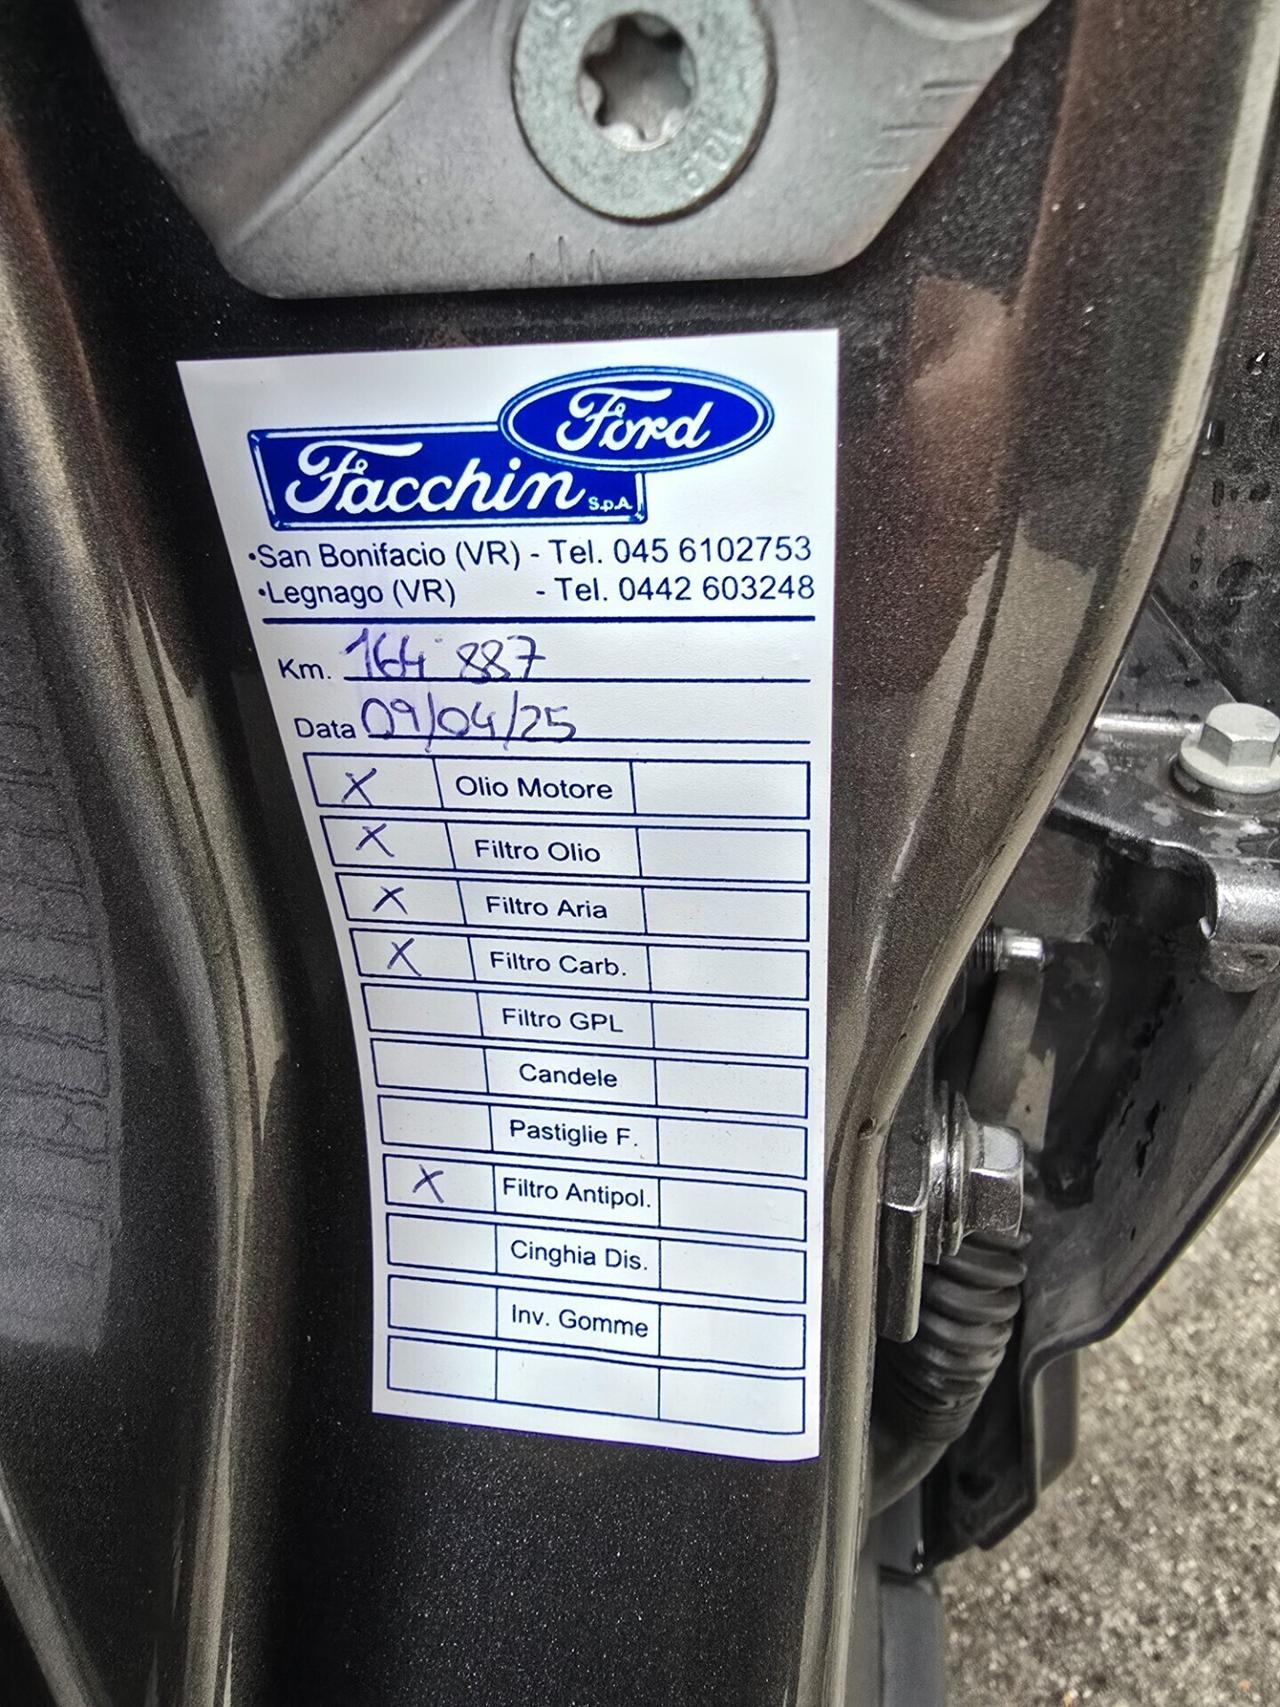 Ford
Facchin S.p.A.
•San Bonifacio (VR) - Tel. 045 6102753
•Legnago (VR) - Tel. 0442 603248
Km. 164 887
Data 09/04/25
X Olio Motore
X Filtro Olio
X Filtro Aria
X Filtro Carb.
Filtro GPL
Candele
Pastiglie F.
X Filtro Antipol.
Cinghia Dis.
Inv. Gomme